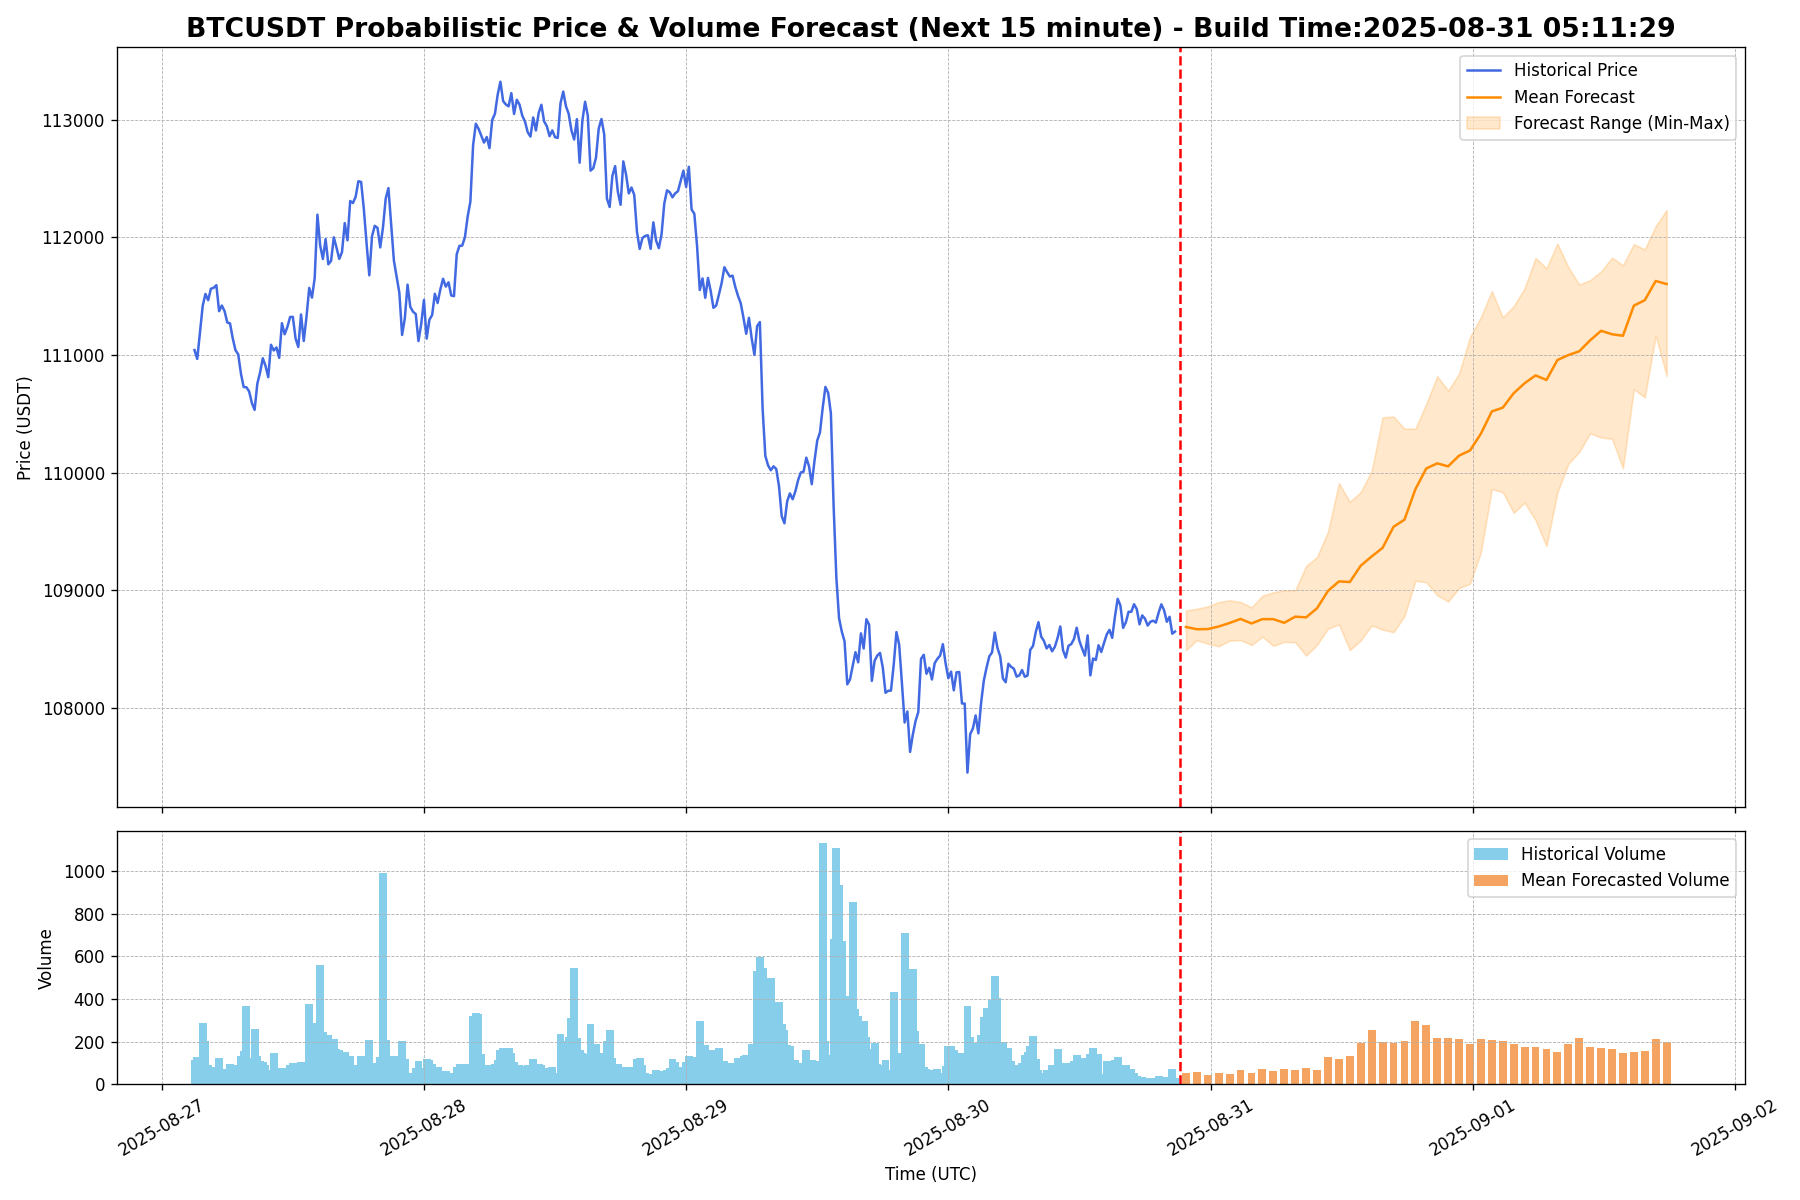 BTCUSDT Probabilistic Price & Volume Forecast (Next 15 minute) - Build Time:2025-08-31 05:11:29
Historical Price
Mean Forecast
Forecast Range (Min-Max)
113000
112000
111000
110000
109000
108000
Price (USDT)
Historical Volume
Mean Forecasted Volume
1000
800
600
400
200
0
Volume
2025-08-27
2025-08-28
2025-08-29
2025-08-30
2025-08-31
2025-09-01
2025-09-02
Time (UTC)